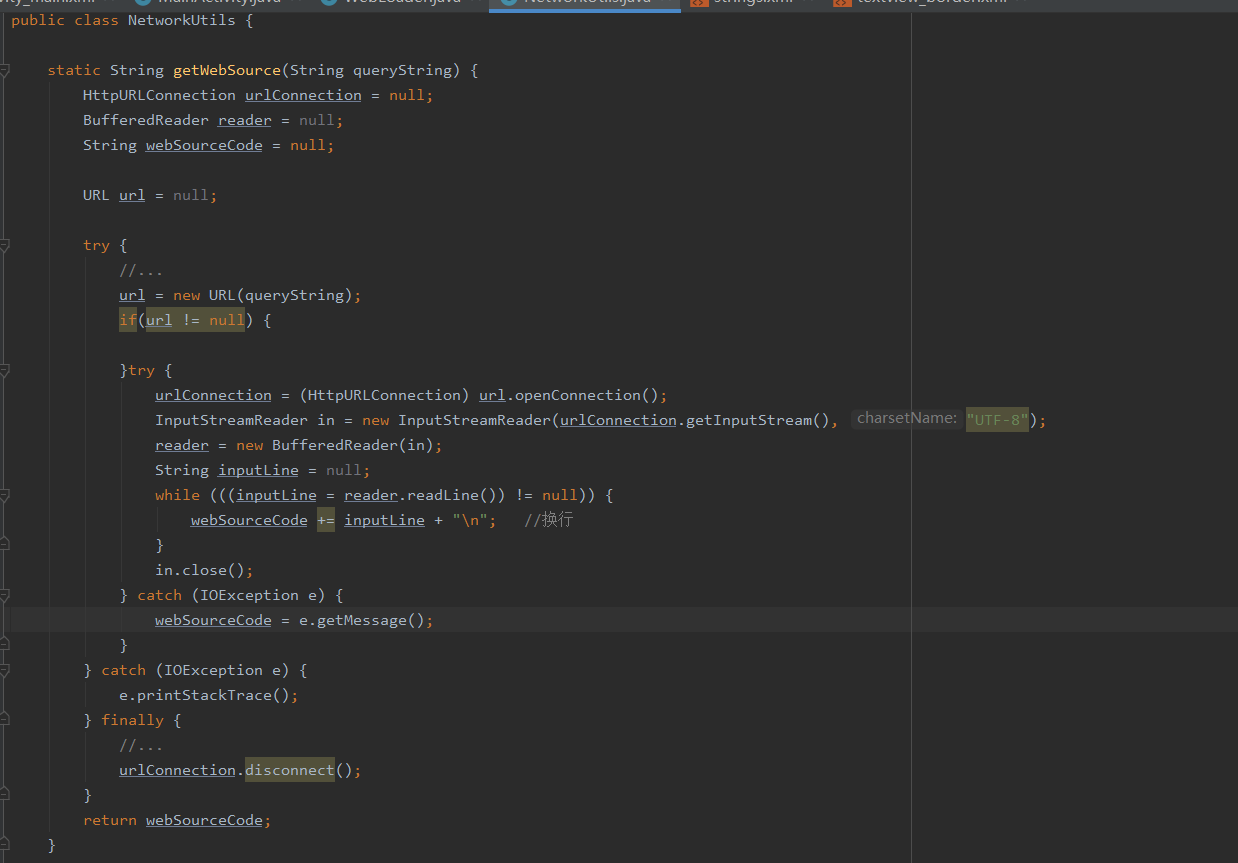 public class NetworkUtils {
static String getWebSource(String queryString) {
HttpURLConnection urlConnection = null;
BufferedReader reader = null;
String webSourceCode = null;
URL url = null;
try {
//...
url = new URL(queryString);
if(url != null) {
}try {
urlConnection = (HttpURLConnection) url.openConnection();
InputStreamReader in = new InputStreamReader(urlConnection.getInputStream(), charsetName: "UTF-8");
reader = new BufferedReader(in);
String inputLine = null;
while (((inputLine = reader.readLine()) != null)) {
webSourceCode += inputLine + "\n"; //换行
}
in.close();
} catch (IOException e) {
webSourceCode = e.getMessage();
}
} catch (IOException e) {
e.printStackTrace();
} finally {
//...
urlConnection.disconnect();
}
return webSourceCode;
}